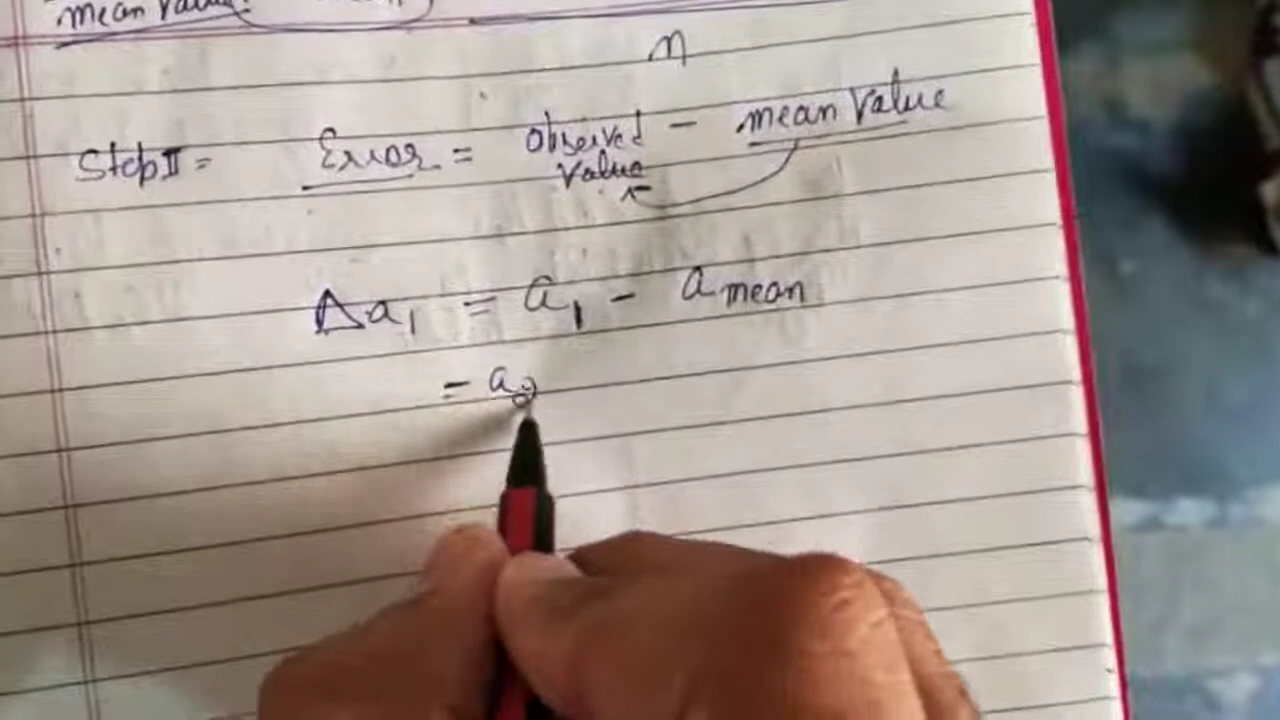 mean value
n
Step II = Error = Observed value - mean value
Δa₁ = a₁ - a mean
= a₂